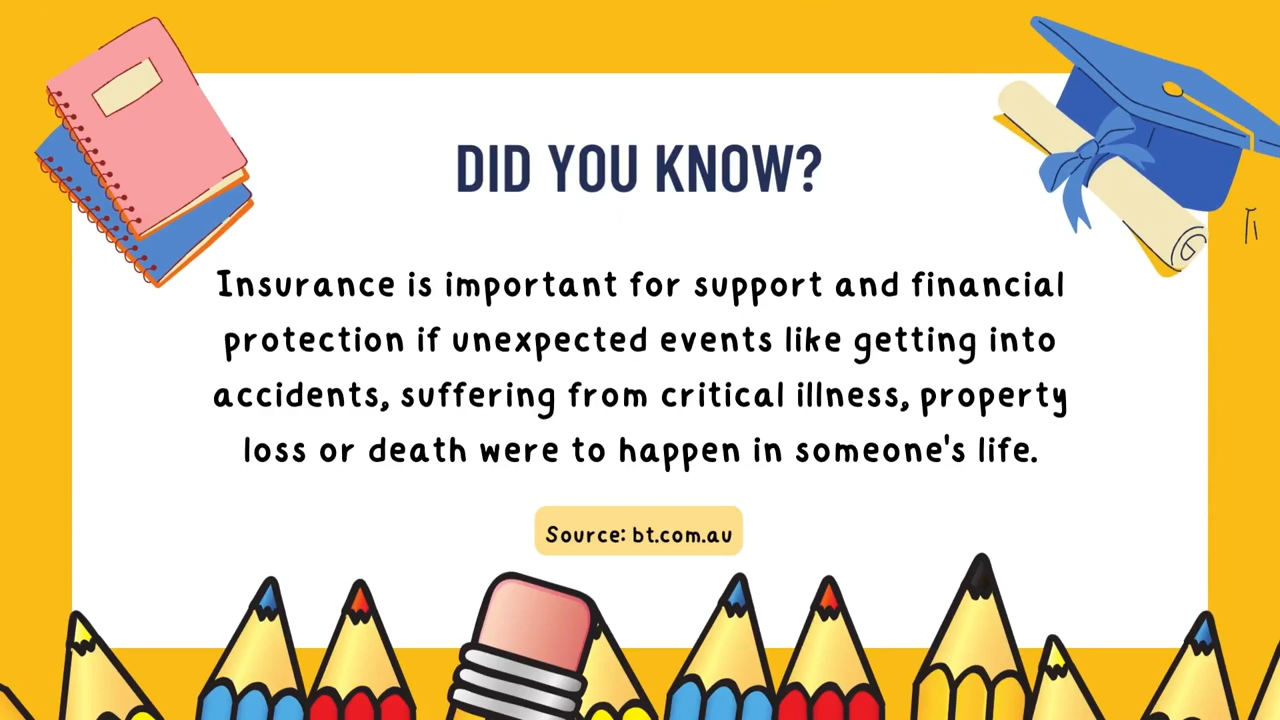 DID YOU KNOW?
Insurance is important for support and financial
protection if unexpected events like getting into
accidents, suffering from critical illness, property
loss or death were to happen in someone's life.
Source: bt.com.au